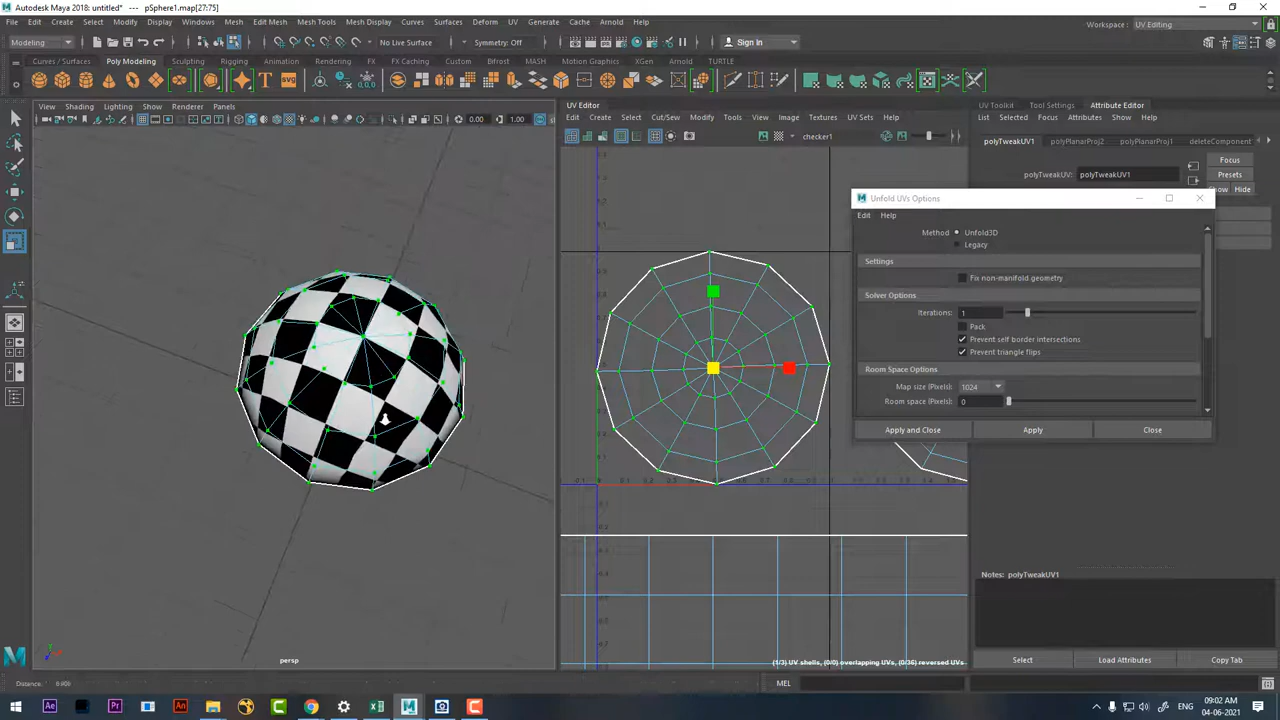 Autodesk Maya 2018: untitled*   ---   pSphere1.map[27:75]
File Edit Create Select Modify Display Windows Mesh Edit Mesh Mesh Tools Mesh Display Curves Surfaces Deform UV Generate Cache Arnold Help
Workspace : UV Editing
Modeling No Live Surface Symmetry: Off Sign In
Curves / Surfaces Poly Modeling Sculpting Rigging Animation Rendering FX FX Caching Custom Bifrost MASH Motion Graphics XGen Arnold TURTLE
View Shading Lighting Show Renderer Panels
0.00 1.00
persp
UV Editor
Edit Create Select Cut/Sew Modify Tools View Image Textures UV Sets Help
checker1
(1/3) UV shells, (0/0) overlapping UVs, (0/36) reversed UVs
UV Toolkit Tool Settings Attribute Editor
List Selected Focus Attributes Show Help
polyTweakUV1 polyPlanarProj2 polyPlanarProj1 deleteComponent
polyTweakUV: polyTweakUV1
Focus
Presets
Show Hide
Unfold UVs Options
Edit Help
Method Unfold3D
Legacy
Settings
Fix non-manifold geometry
Solver Options
Iterations: 1
Pack
Prevent self border intersections
Prevent triangle flips
Room Space Options
Map size (Pixels): 1024
Room space (Pixels): 0
Apply and Close Apply Close
Notes: polyTweakUV1
Select Load Attributes Copy Tab
MEL
ENG
09:02 AM
04-06-2021